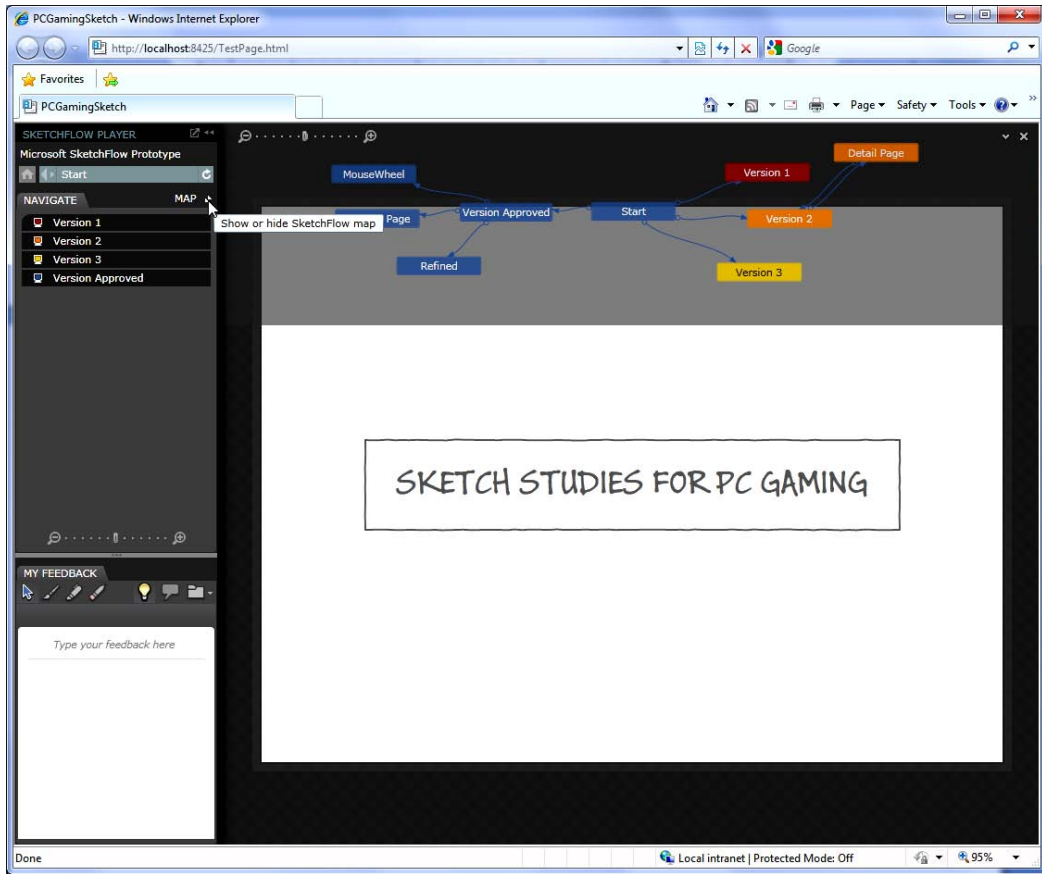 PCGamingSketch - Windows Internet Explorer
http://localhost:8425/TestPage.html
Google
Favorites
PCGamingSketch
Page
Safety
Tools
SKETCHFLOW PLAYER
Microsoft SketchFlow Prototype
Start
NAVIGATE
MAP
Version 1
Version 2
Version 3
Version Approved
Show or hide SketchFlow map
Detail Page
MouseWheel
Version 1
Page
Version Approved
Start
Version 2
Refined
Version 3
SKETCH STUDIES FOR PC GAMING
MY FEEDBACK
Type your feedback here
Done
Local intranet | Protected Mode: Off
95%